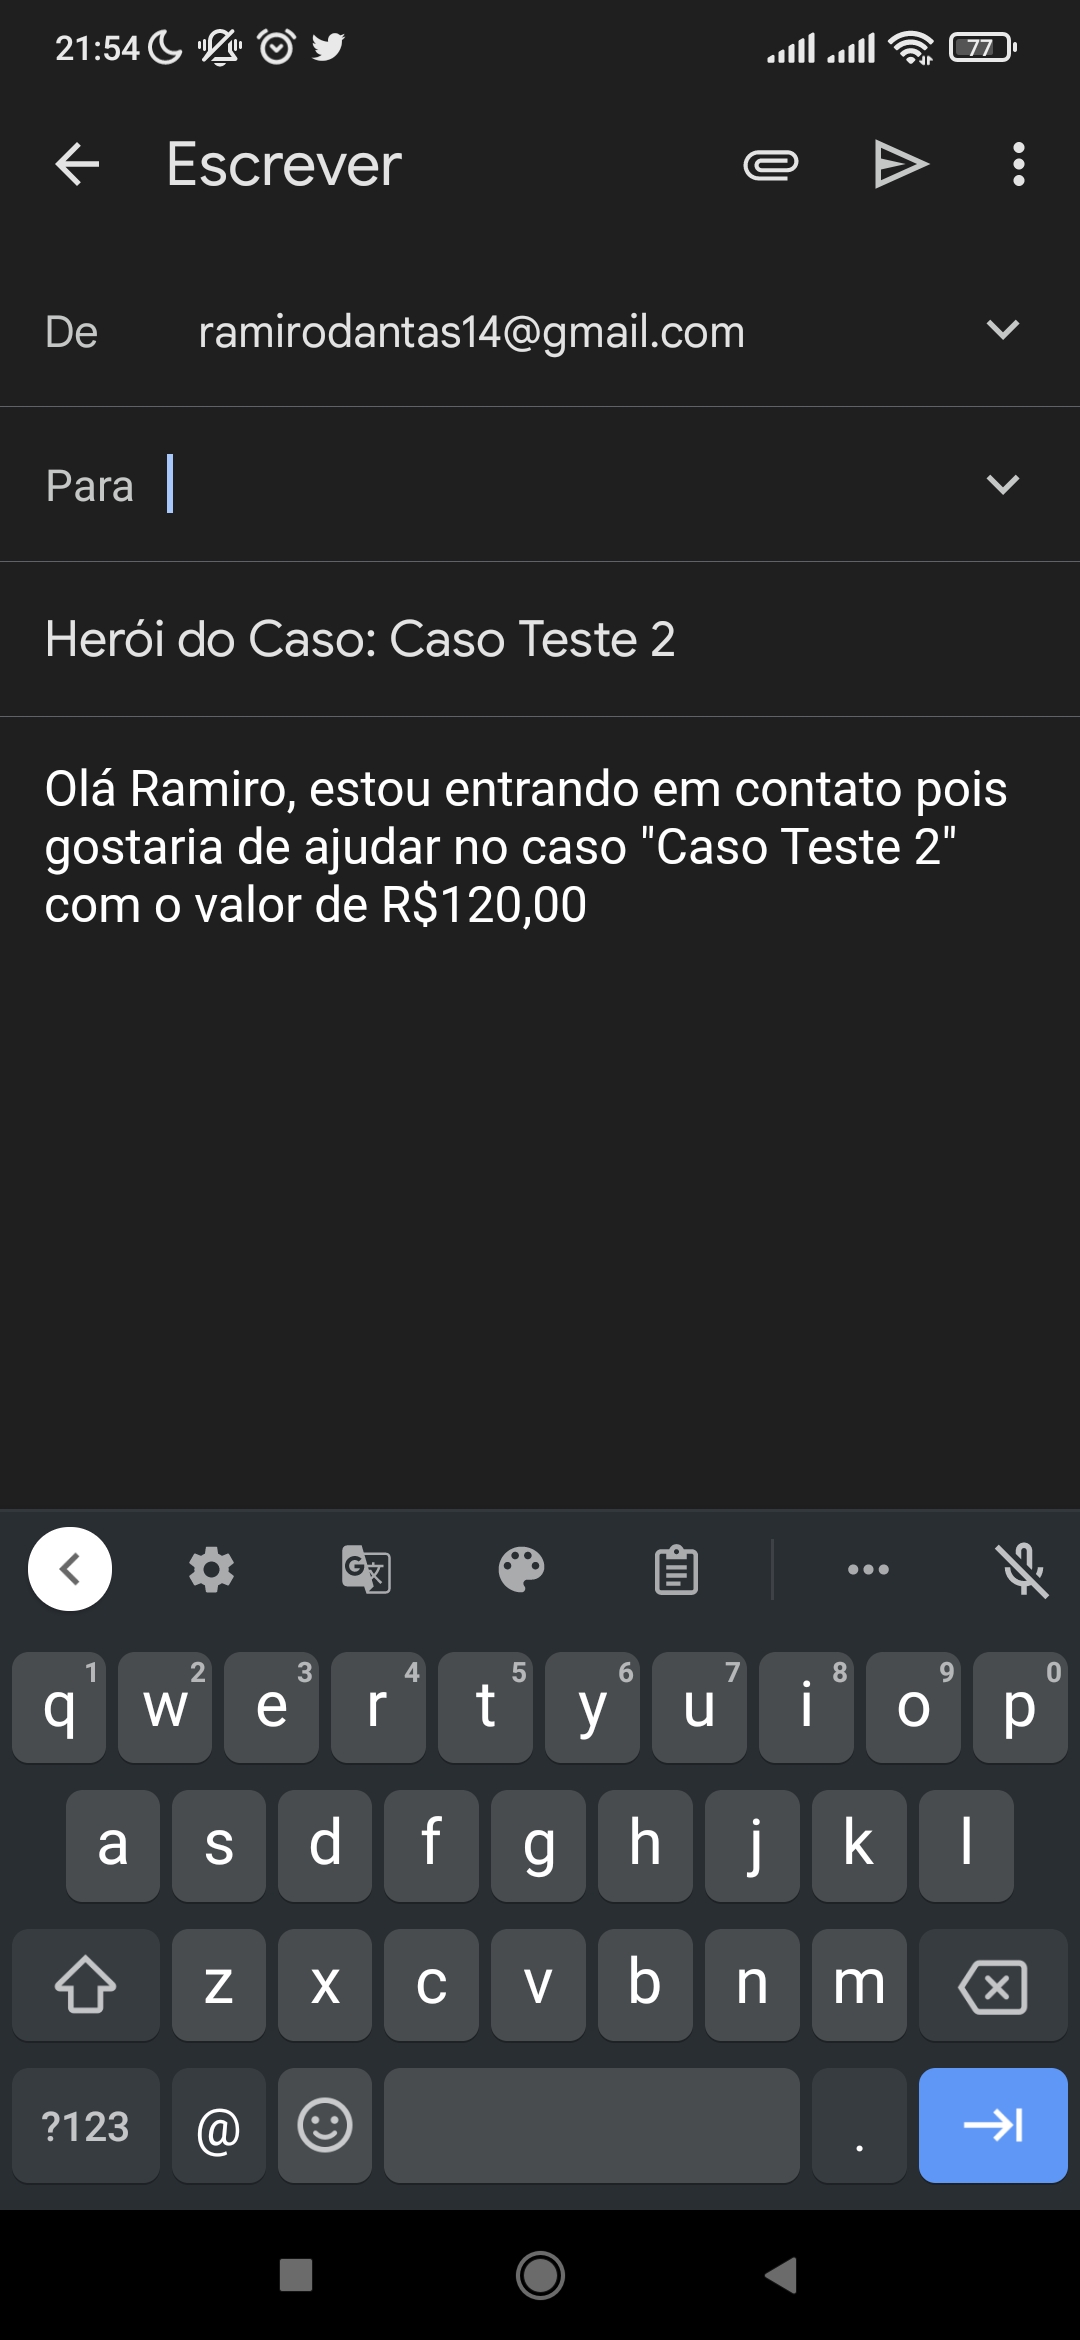 21:54 77
Escrever
De ramirodantas14@gmail.com
Para
Herói do Caso: Caso Teste 2
Olá Ramiro, estou entrando em contato pois
gostaria de ajudar no caso "Caso Teste 2"
com o valor de R$120,00
G 文
q 1 w 2 e 3 r 4 t 5 y 6 u 7 i 8 o 9 p 0
a s d f g h j k l
z x c v b n m
?123 @ .